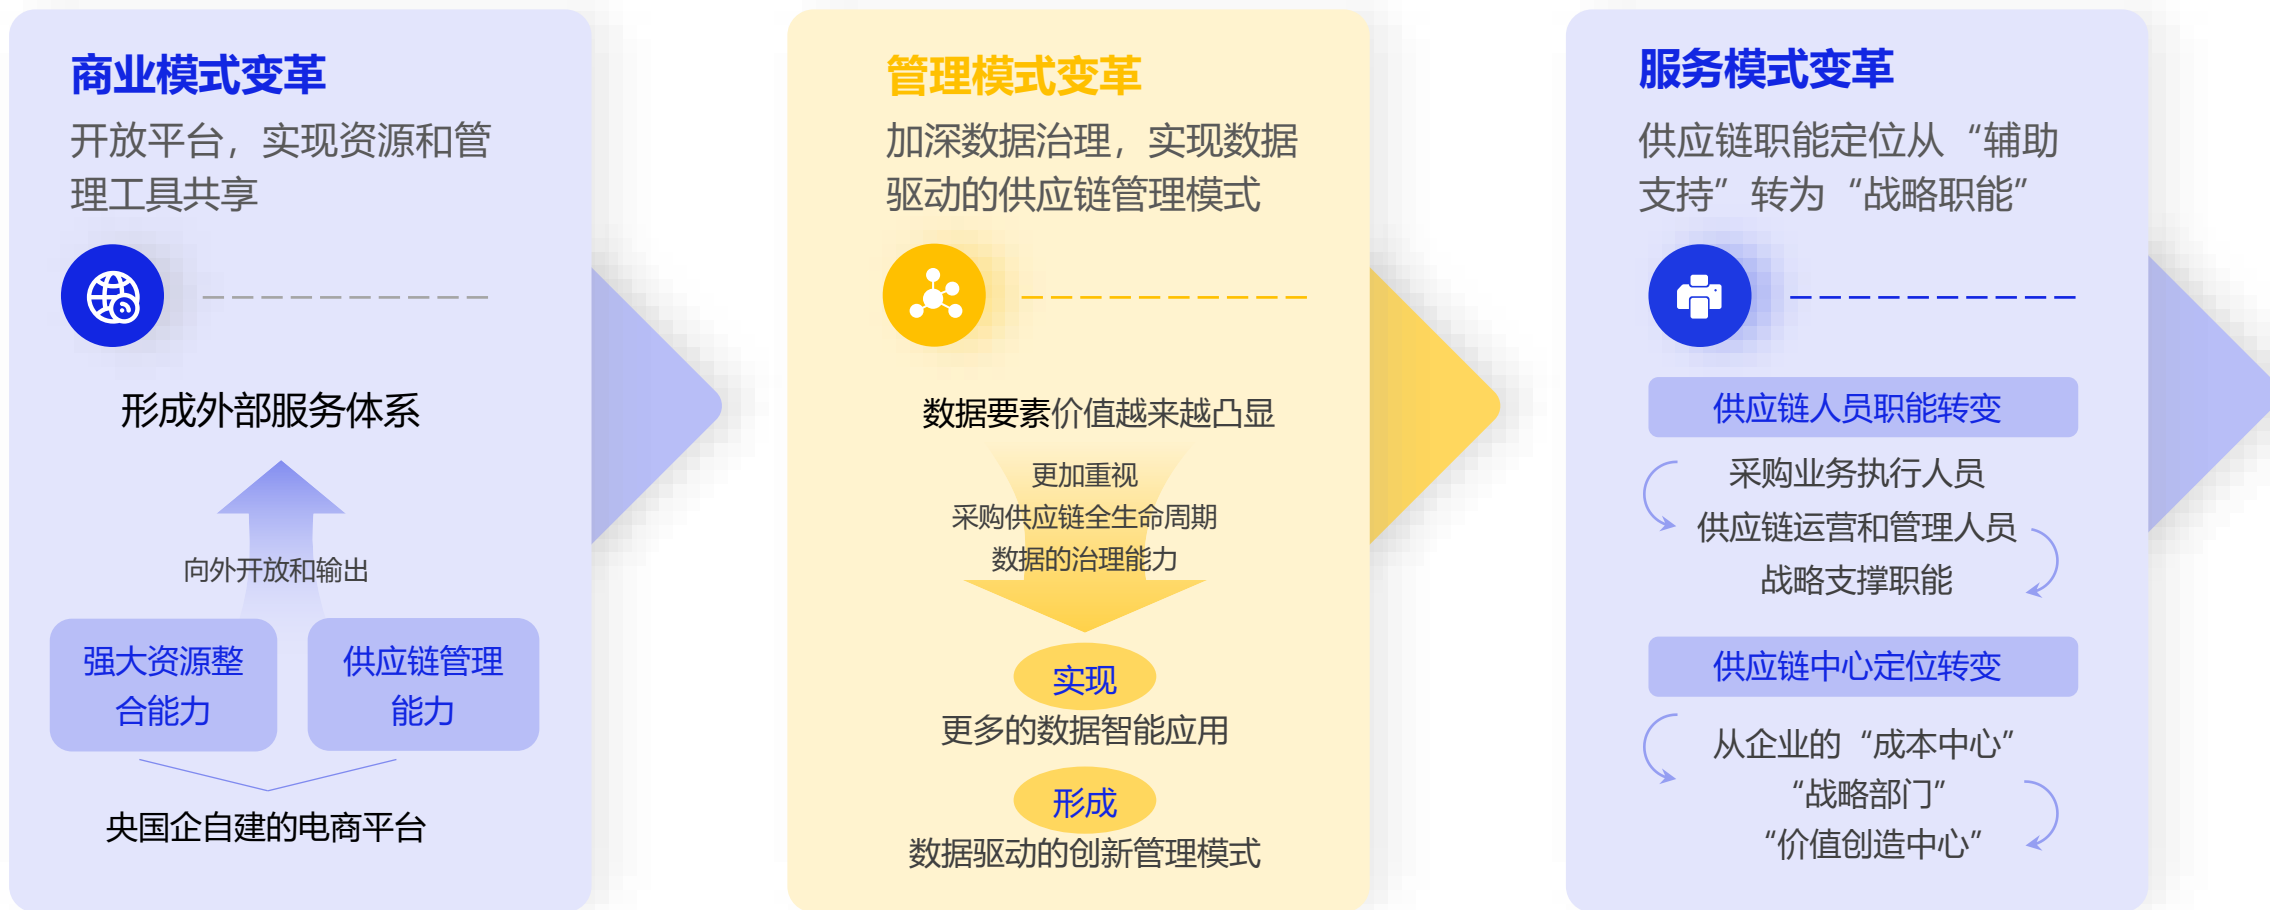 商业模式变革
开放平台，实现资源和管
理工具共享
形成外部服务体系
向外开放和输出
强大资源整
合能力
供应链管理
能力
央国企自建的电商平台
管理模式变革
加深数据治理，实现数据
驱动的供应链管理模式
数据要素价值越来越凸显
更加重视
采购供应链全生命周期
数据的治理能力
实现
更多的数据智能应用
形成
数据驱动的创新管理模式
服务模式变革
供应链职能定位从“辅助
支持”转为“战略职能”
供应链人员职能转变
采购业务执行人员
供应链运营和管理人员
战略支撑职能
供应链中心定位转变
从企业的“成本中心”
“战略部门”
“价值创造中心”